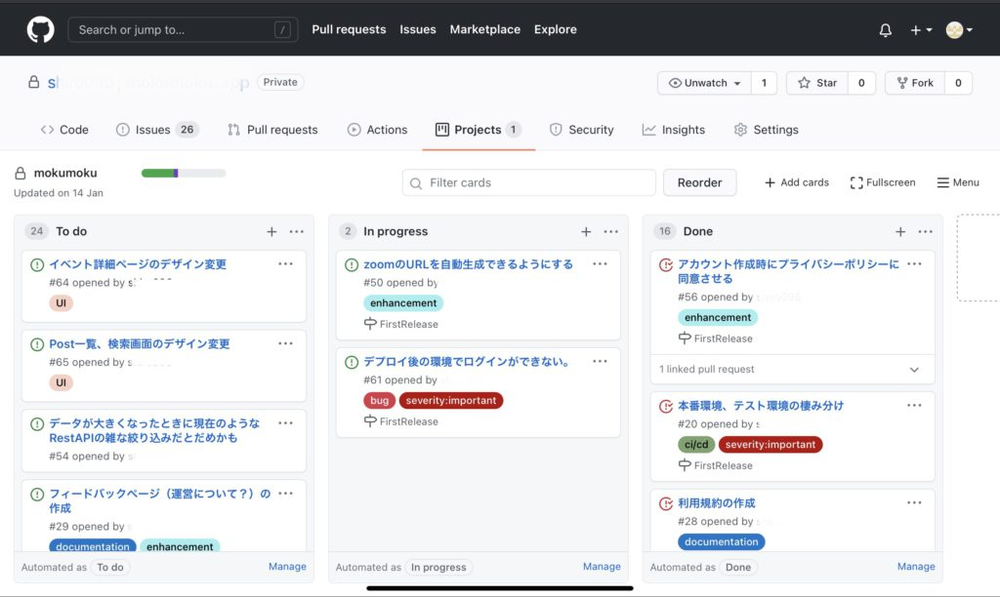 Search or jump to... /
Pull requests Issues Marketplace Explore
Private
Unwatch 1 Star 0 Fork 0
Code Issues 26 Pull requests Actions Projects 1 Security Insights Settings
mokumoku
Updated on 14 Jan
Filter cards
Reorder
Add cards Fullscreen Menu
24 To do
イベント詳細ページのデザイン変更
#64 opened by
UI
Post一覧、検索画面のデザイン変更
#65 opened by
UI
データが大きくなったときに現在のような
RestAPIの雑な絞り込みだとだめかも
#54 opened by
フィードバックページ（運営について？）の
作成
#29 opened by
documentation enhancement
Automated as To do Manage
2 In progress
zoomのURLを自動生成できるようにする
#50 opened by
enhancement
FirstRelease
デプロイ後の環境でログインができない。
#61 opened by
bug severity:important
FirstRelease
Automated as In progress Manage
16 Done
アカウント作成時にプライバシーポリシーに
同意させる
#56 opened by
enhancement
FirstRelease
1 linked pull request
本番環境、テスト環境の棲み分け
#20 opened by
ci/cd severity:important
FirstRelease
利用規約の作成
#28 opened by
documentation
Automated as Done Manage